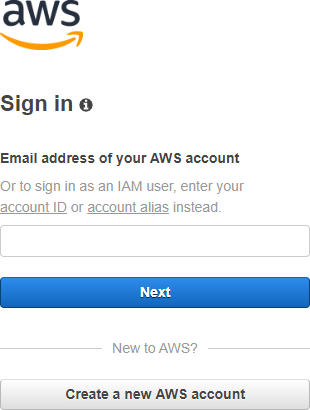 aws
Sign in
Email address of your AWS account
Or to sign in as an IAM user, enter your
account ID or account alias instead.
Next
New to AWS?
Create a new AWS account